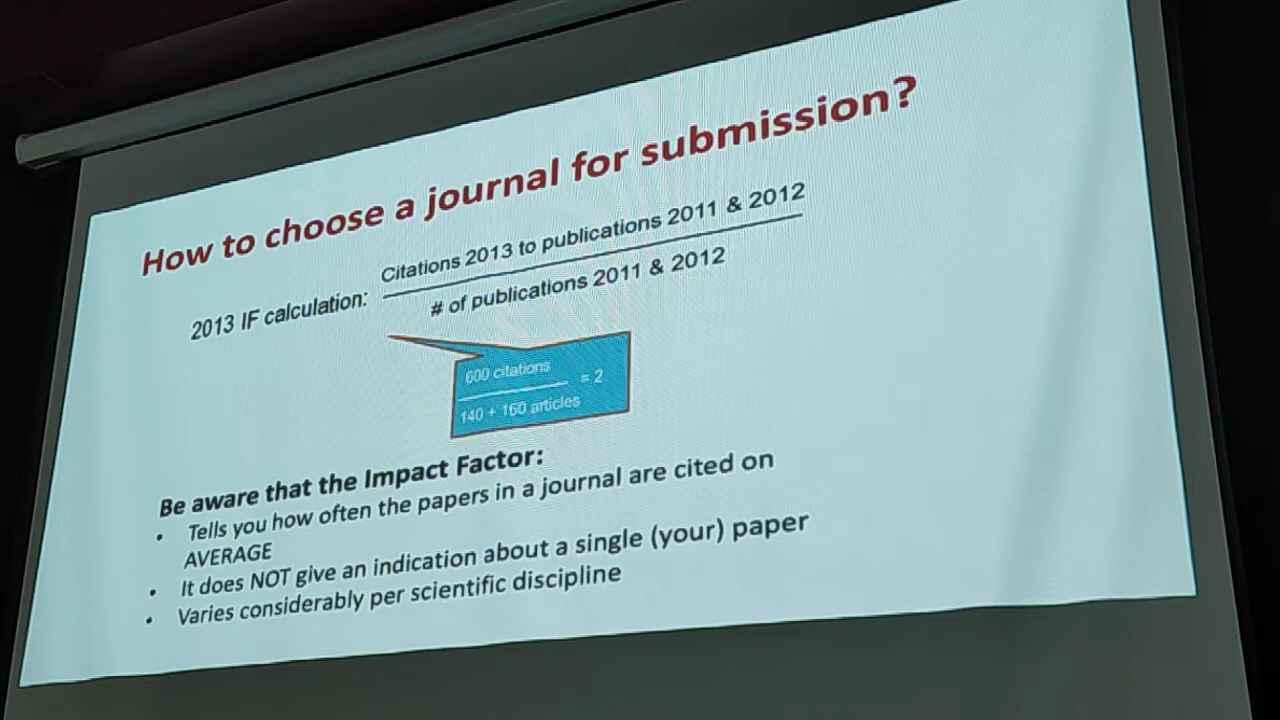 How to choose a journal for submission?
Citations 2013 to publications 2011 & 2012
2013 IF calculation:
# of publications 2011 & 2012
600 citations
= 2
140 + 160 articles
Be aware that the Impact Factor:
• Tells you how often the papers in a journal are cited on
AVERAGE
• It does NOT give an indication about a single (your) paper
• Varies considerably per scientific discipline